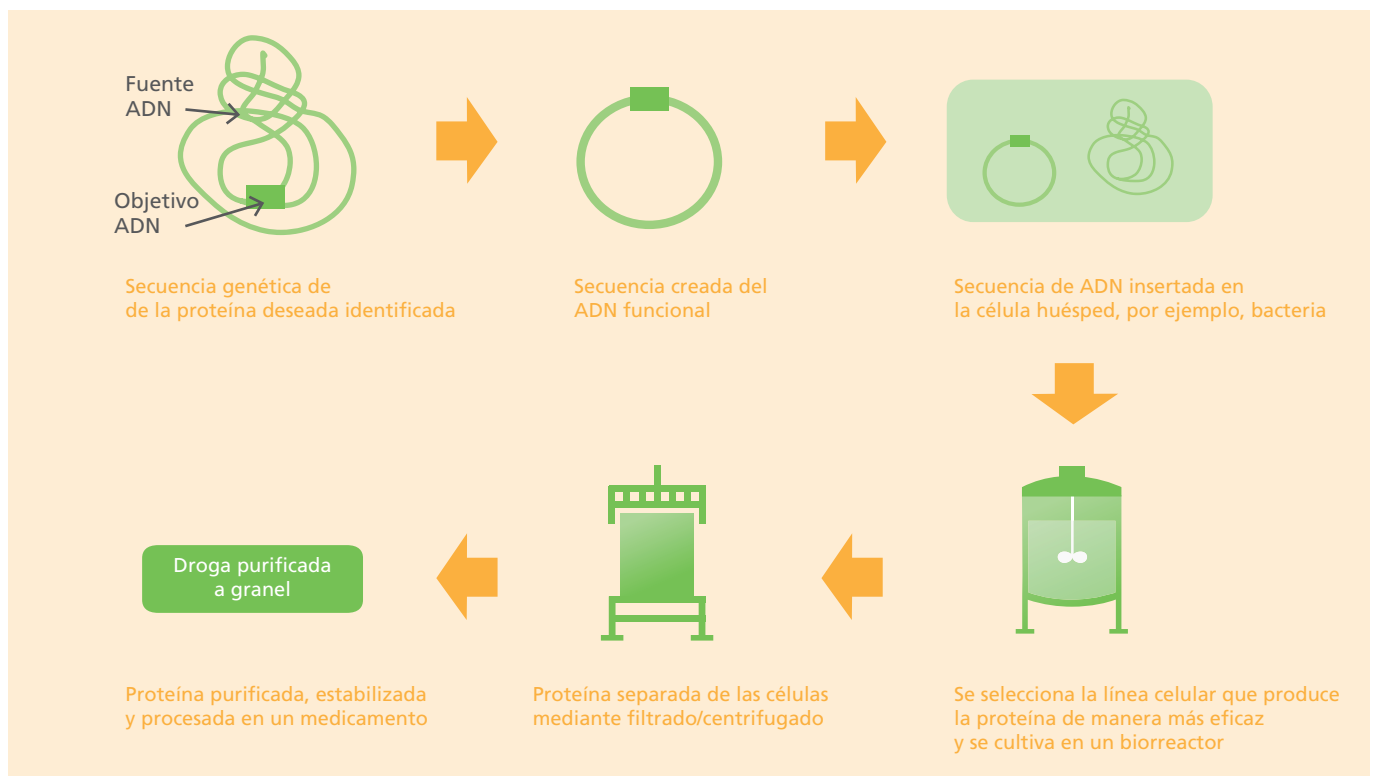 Fuente
ADN
Objetivo
ADN
Secuencia genética de
de la proteína deseada identificada
Secuencia creada del
ADN funcional
Secuencia de ADN insertada en
la célula huésped, por ejemplo, bacteria
Se selecciona la línea celular que produce
la proteína de manera más eficaz
y se cultiva en un biorreactor
Proteína separada de las células
mediante filtrado/centrifugado
Droga purificada
a granel
Proteína purificada, estabilizada
y procesada en un medicamento